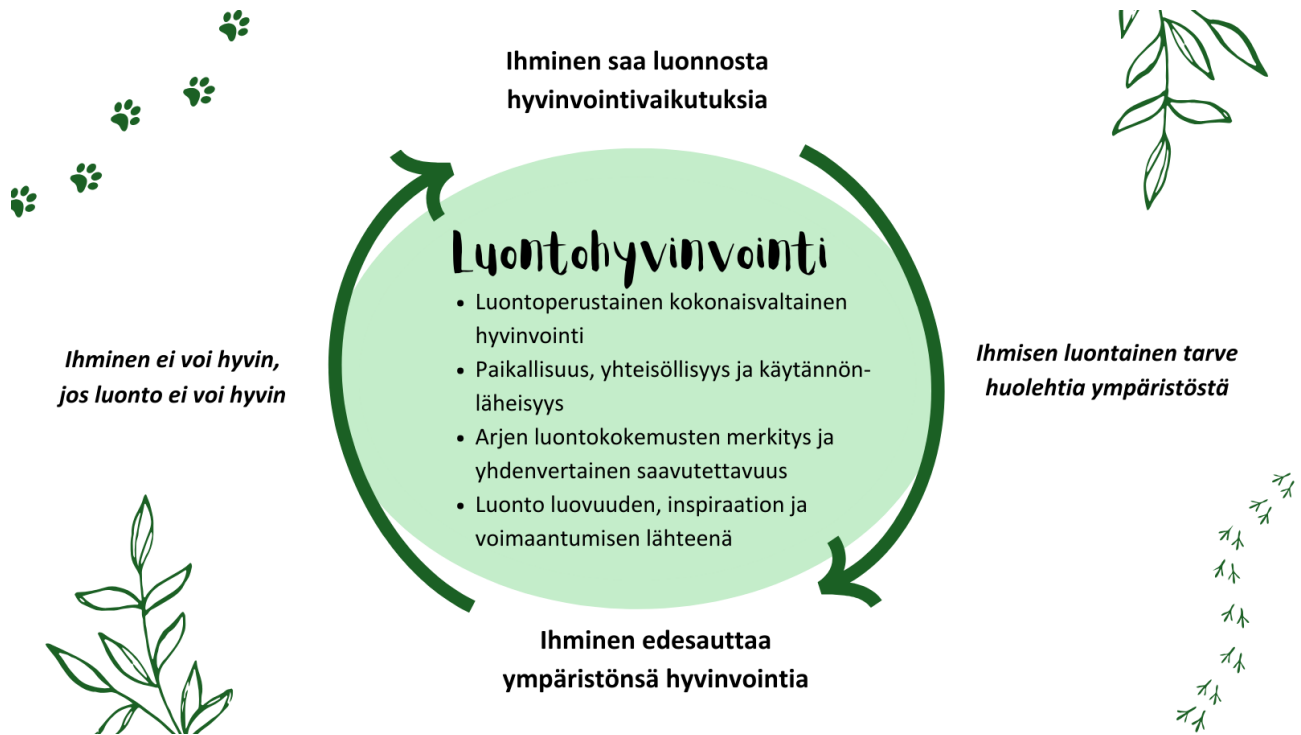 Ihminen saa luonnosta
hyvinvointivaikutuksia
Luontohyvinvointi
• Luontoperustainen kokonaisvaltainen
hyvinvointi
• Paikallisuus, yhteisöllisyys ja käytännön-
läheisyys
• Arjen luontokokemusten merkitys ja
yhdenvertainen saavutettavuus
• Luonto luovuuden, inspiraation ja
voimaantumisen lähteenä
Ihminen ei voi hyvin,
jos luonto ei voi hyvin
Ihmisen luontainen tarve
huolehtia ympäristöstä
Ihminen edesauttaa
ympäristönsä hyvinvointia